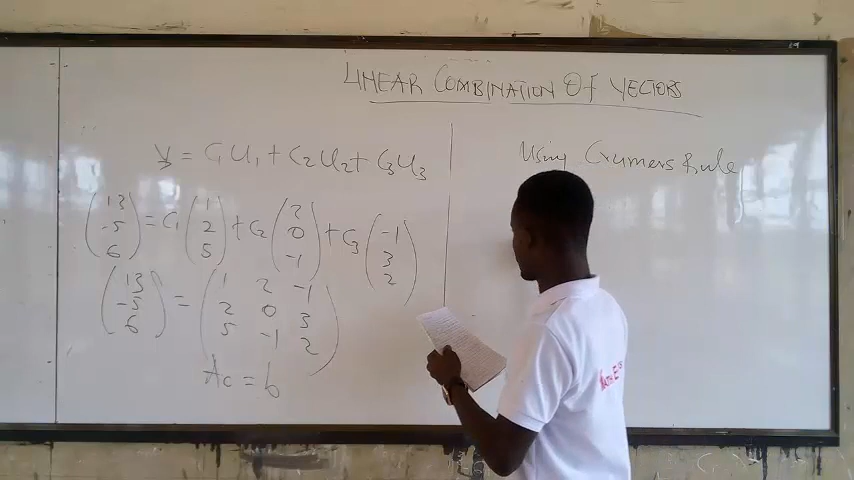 LINEAR COMBINATION OF VECTORS
v = C1U1 + C2U2 + C3U3
Using Crumers Rule
(13 -5 6) = C1 (1 2 5) + C2 (2 0 -1) + C3 (-1 3 2)
(13 -5 6) = (1 2 -1
2 0 3
5 -1 2)
Ac = b